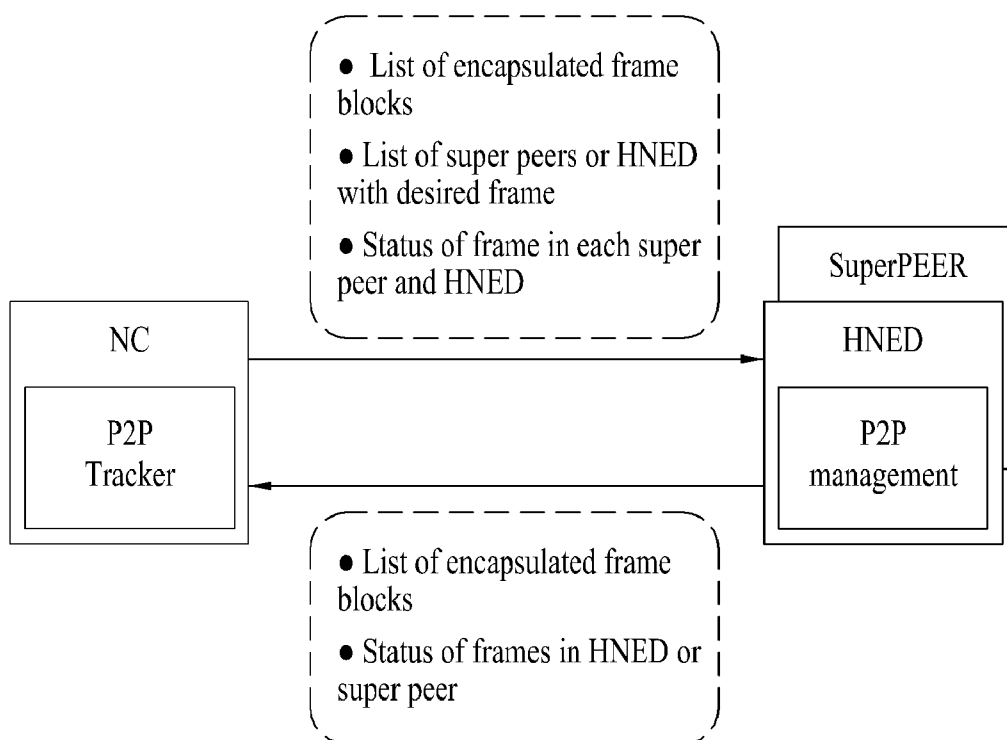 ● List of encapsulated frame
blocks
● List of super peers or HNED
with desired frame
● Status of frame in each super
peer and HNED
SuperPEER
NC
HNED
P2P
Tracker
P2P
management
● List of encapsulated frame
blocks
● Status of frames in HNED or
super peer